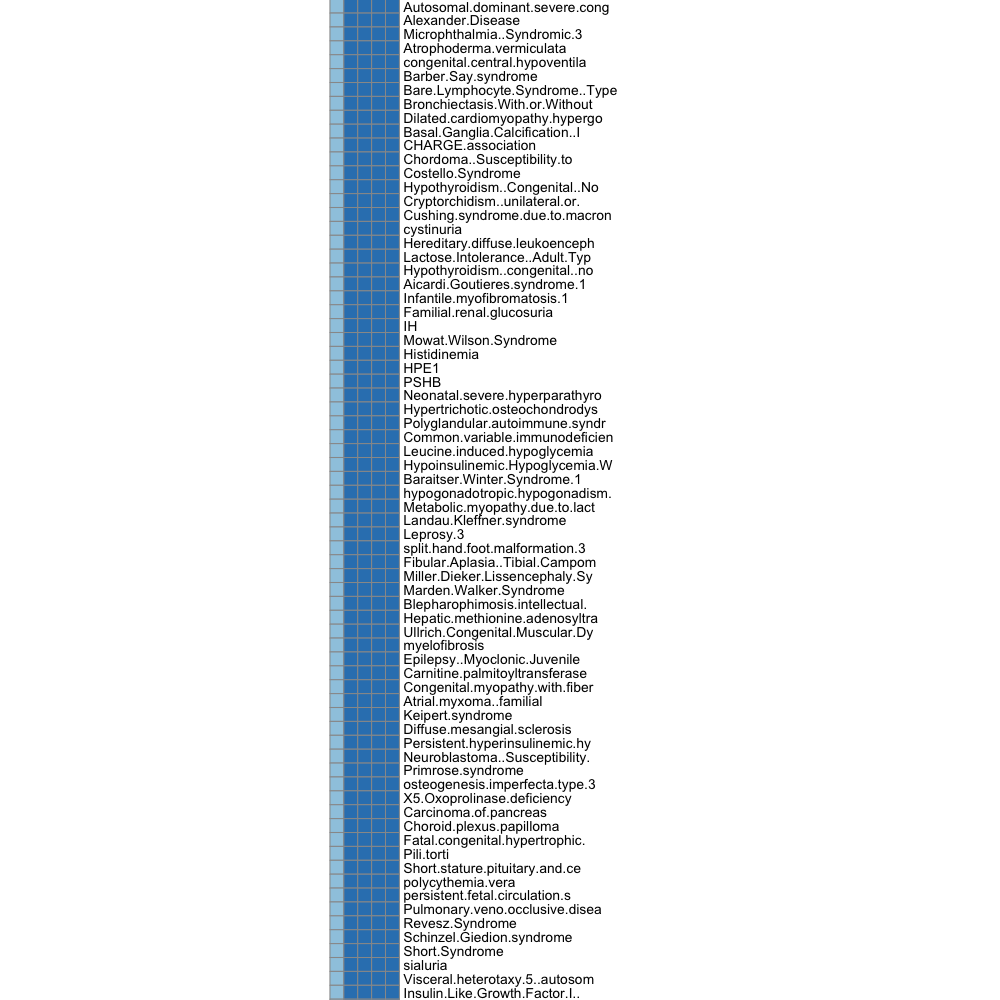 Autosomal.dominant.severe.cong
Alexander.Disease
Microphthalmia..Syndromic.3
Atrophoderma.vermiculata
congenital.central.hypoventila
Barber.Say.syndrome
Bare.Lymphocyte.Syndrome..Type
Bronchiectasis.With.or.Without
Dilated.cardiomyopathy.hypergo
Basal.Ganglia.Calcification..I
CHARGE.association
Chordoma..Susceptibility.to
Costello.Syndrome
Hypothyroidism..Congenital..No
Cryptorchidism..unilateral.or.
Cushing.syndrome.due.to.macron
cystinuria
Hereditary.diffuse.leukoenceph
Lactose.Intolerance..Adult.Typ
Hypothyroidism..congenital..no
Aicardi.Goutieres.syndrome.1
Infantile.myofibromatosis.1
Familial.renal.glucosuria
IH
Mowat.Wilson.Syndrome
Histidinemia
HPE1
PSHB
Neonatal.severe.hyperparathyro
Hypertrichotic.osteochondrodys
Polyglandular.autoimmune.syndr
Common.variable.immunodeficien
Leucine.induced.hypoglycemia
Hypoinsulinemic.Hypoglycemia.W
Baraitser.Winter.Syndrome.1
hypogonadotropic.hypogonadism.
Metabolic.myopathy.due.to.lact
Landau.Kleffner.syndrome
Leprosy.3
split.hand.foot.malformation.3
Fibular.Aplasia..Tibial.Campom
Miller.Dieker.Lissencephaly.Sy
Marden.Walker.Syndrome
Blepharophimosis.intellectual.
Hepatic.methionine.adenosyltra
Ullrich.Congenital.Muscular.Dy
myelofibrosis
Epilepsy..Myoclonic.Juvenile
Carnitine.palmitoyltransferase
Congenital.myopathy.with.fiber
Atrial.myxoma..familial
Keipert.syndrome
Diffuse.mesangial.sclerosis
Persistent.hyperinsulinemic.hy
Neuroblastoma..Susceptibility.
Primrose.syndrome
osteogenesis.imperfecta.type.3
X5.Oxoprolinase.deficiency
Carcinoma.of.pancreas
Choroid.plexus.papilloma
Fatal.congenital.hypertrophic.
Pili.torti
Short.stature.pituitary.and.ce
polycythemia.vera
persistent.fetal.circulation.s
Pulmonary.veno.occlusive.disea
Revesz.Syndrome
Schinzel.Giedion.syndrome
Short.Syndrome
sialuria
Visceral.heterotaxy.5..autosom
Insulin.Like.Growth.Factor.I..